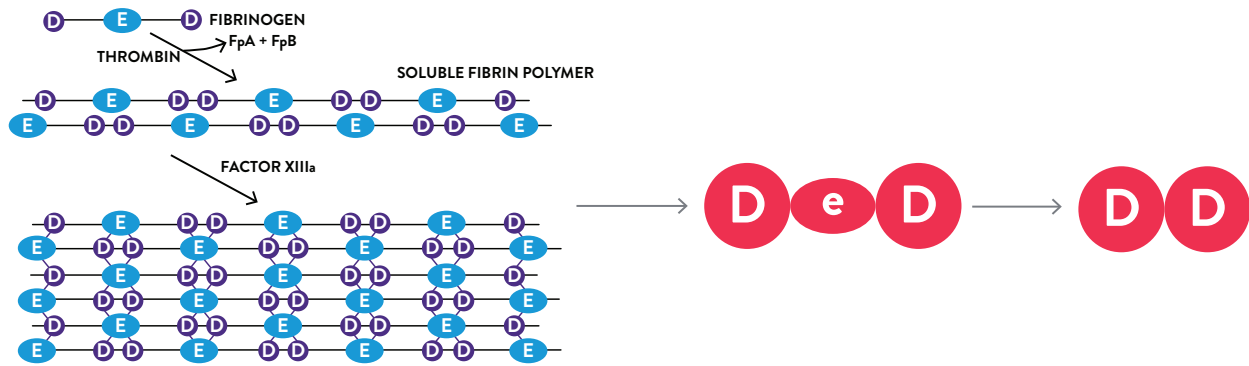 D E D FIBRINOGEN
FpA + FpB
THROMBIN
SOLUBLE FIBRIN POLYMER
D E D D E D D E D
E D D E D D E D D E
FACTOR XIIIa
D E D D E D D E D
E D D E D D E D D E
D E D D E D D E D
E D D E D D E D D E
D E D D E D D E D
E D D E D D E D D E
D e D
D D